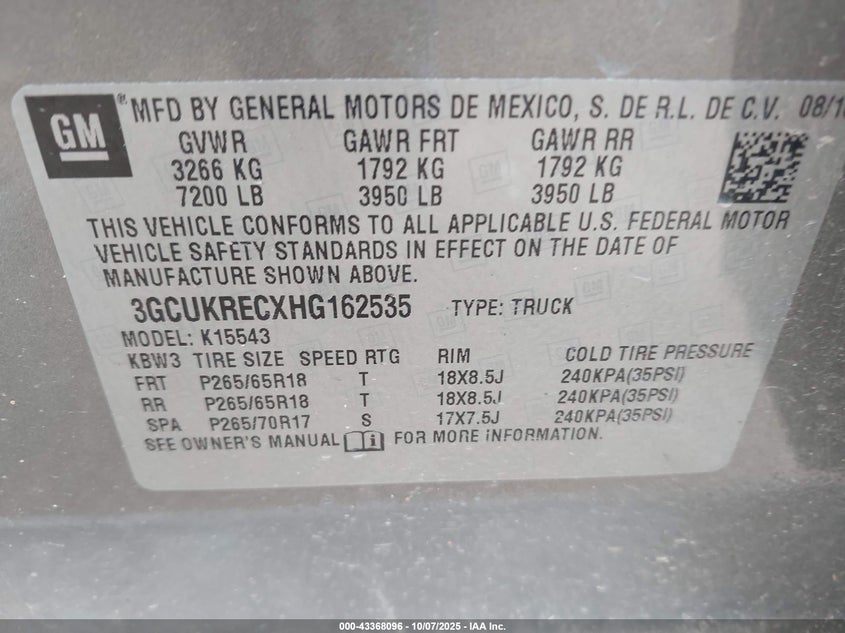 GM ® MFD BY GENERAL MOTORS DE MEXICO, S. DE R.L. DE C.V.
GVWR GAWR FRT GAWR RR
3266 KG 1792 KG 1792 KG
7200 LB 3950 LB 3950 LB
THIS VEHICLE CONFORMS TO ALL APPLICABLE U.S. FEDERAL MOTOR
VEHICLE SAFETY STANDARDS IN EFFECT ON THE DATE OF
MANUFACTURE SHOWN ABOVE.
3GCUKRECXHG162535 TYPE: TRUCK
MODEL: K15543
KBW3 TIRE SIZE SPEED RTG RIM COLD TIRE PRESSURE
FRT P265/65R18 T 18X8.5J 240KPA(35PSI)
RR P265/65R18 T 18X8.5J 240KPA(35PSI)
SPA P265/70R17 S 17X7.5J 240KPA(35PSI)
SEE OWNER'S MANUAL i FOR MORE INFORMATION.
000-43368096 - 10/07/2025 - IAA Inc.